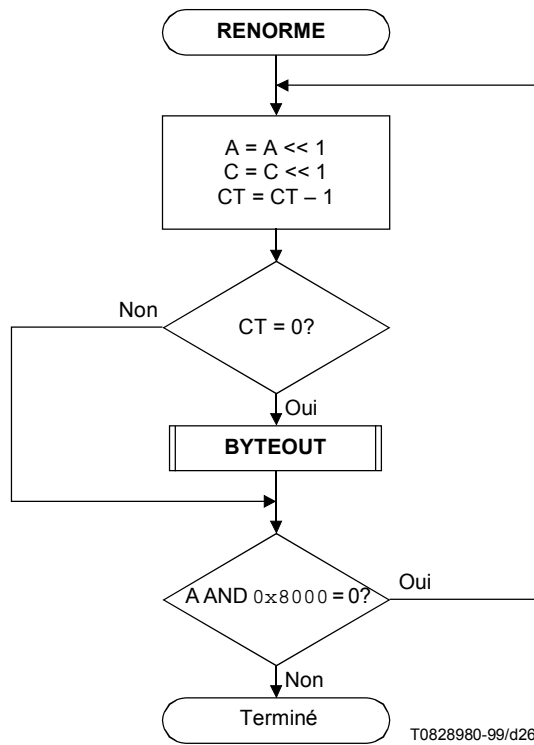 RENORME
A = A << 1
C = C << 1
CT = CT – 1
Non
CT = 0?
Oui
BYTEOUT
A AND 0x8000 = 0?
Oui
Non
Terminé
T0828980-99/d26